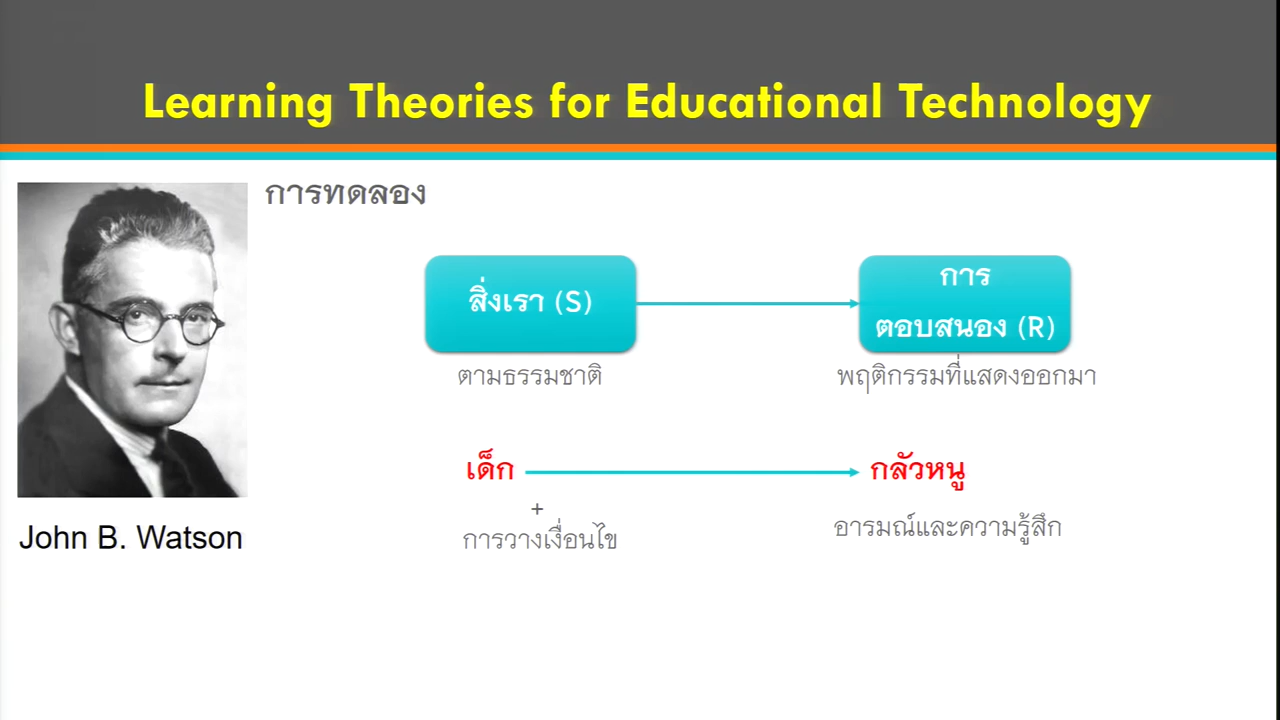 Learning Theories for Educational Technology
การทดลอง
สิ่งเรา (S)
การ
ตอบสนอง (R)
ตามธรรมชาติ
พฤติกรรมที่แสดงออกมา
เด็ก
กลัวหนู
+
การวางเงื่อนไข
อารมณ์และความรู้สึก
John B. Watson